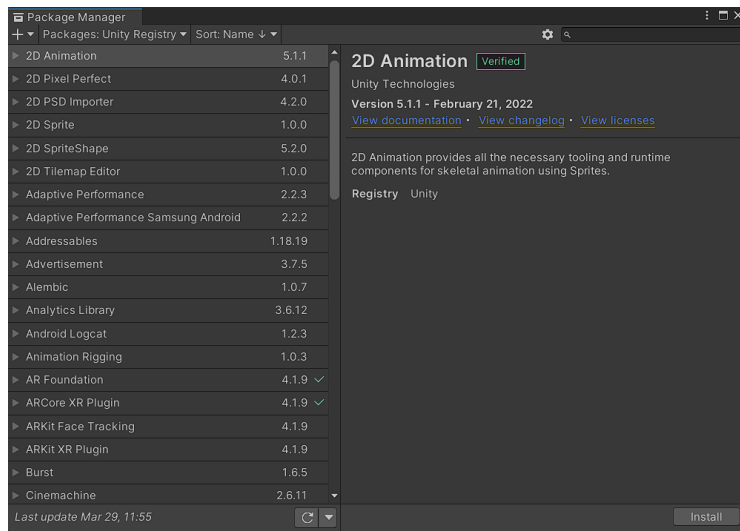 Package Manager
Packages: Unity Registry Sort: Name ↓
2D Animation 5.1.1
2D Pixel Perfect 4.0.1
2D PSD Importer 4.2.0
2D Sprite 1.0.0
2D SpriteShape 5.2.0
2D Tilemap Editor 1.0.0
Adaptive Performance 2.2.3
Adaptive Performance Samsung Android 2.2.2
Addressables 1.18.19
Advertisement 3.7.5
Alembic 1.0.7
Analytics Library 3.6.12
Android Logcat 1.2.3
Animation Rigging 1.0.3
AR Foundation 4.1.9
ARCore XR Plugin 4.1.9
ARKit Face Tracking 4.1.9
ARKit XR Plugin 4.1.9
Burst 1.6.5
Cinemachine 2.6.11
Last update Mar 29, 11:55
2D Animation Verified
Unity Technologies
Version 5.1.1 - February 21, 2022
View documentation • View changelog • View licenses
2D Animation provides all the necessary tooling and runtime
components for skeletal animation using Sprites.
Registry Unity
Install